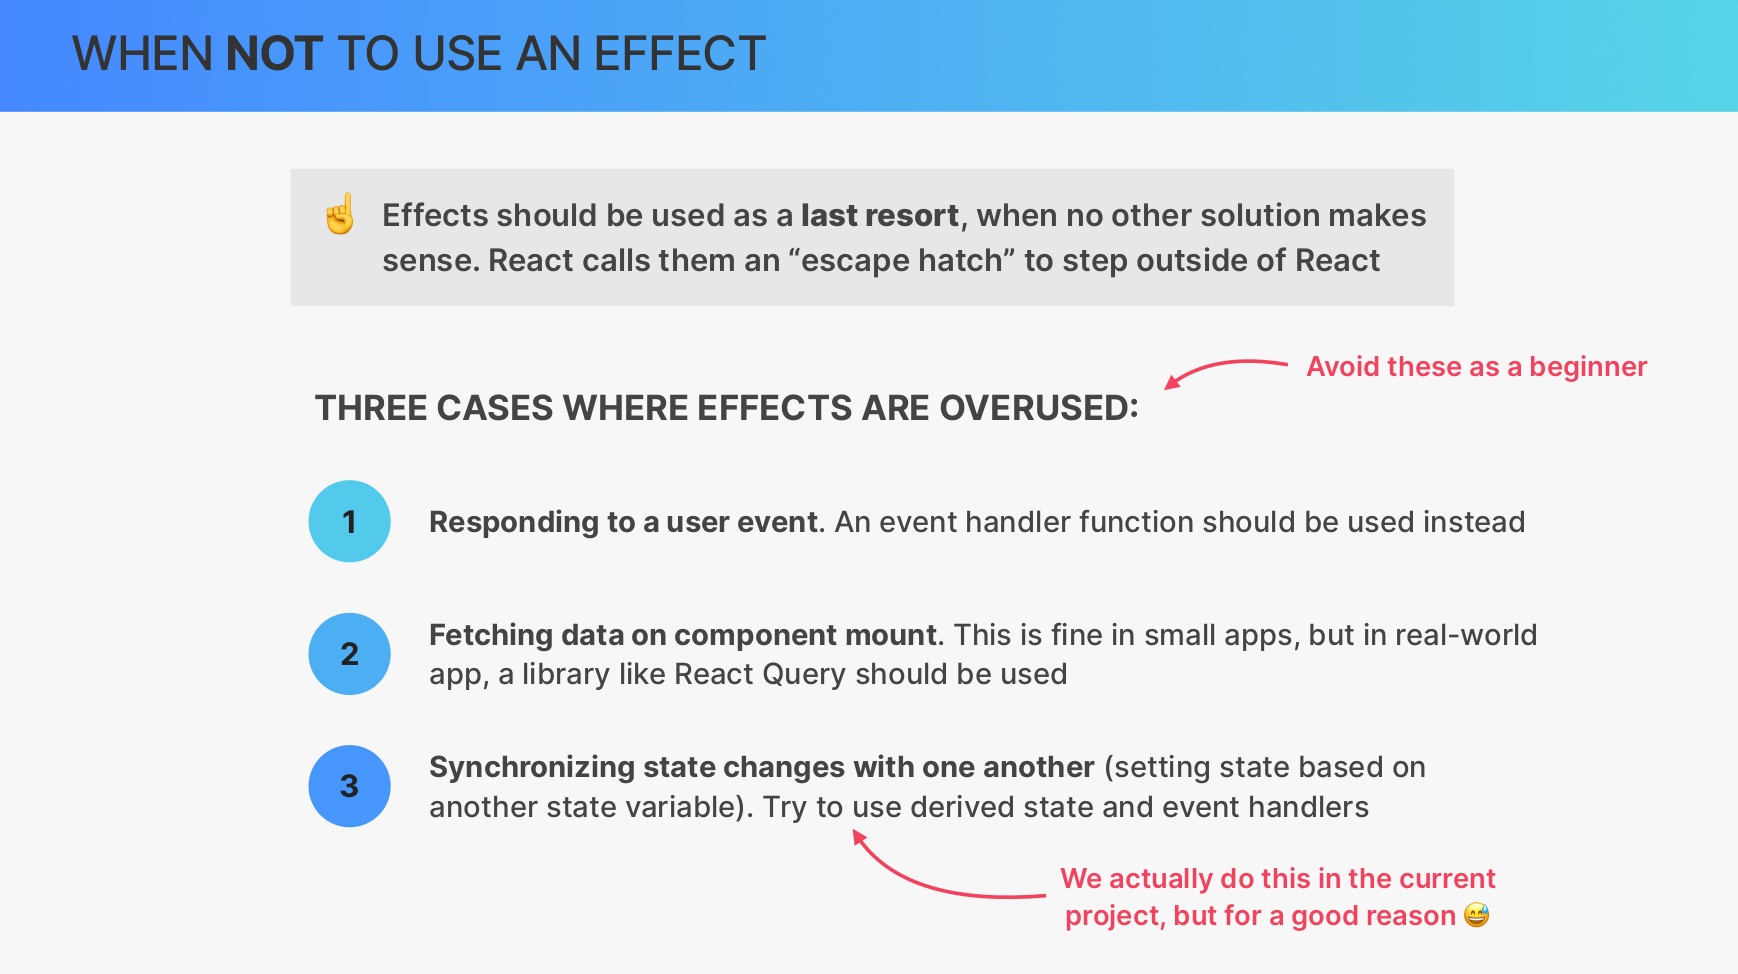 WHEN NOT TO USE AN EFFECT
☝️ Effects should be used as a last resort, when no other solution makes
sense. React calls them an “escape hatch” to step outside of React
Avoid these as a beginner
THREE CASES WHERE EFFECTS ARE OVERUSED:
1
Responding to a user event. An event handler function should be used instead
2
Fetching data on component mount. This is fine in small apps, but in real-world
app, a library like React Query should be used
3
Synchronizing state changes with one another (setting state based on
another state variable). Try to use derived state and event handlers
We actually do this in the current
project, but for a good reason 😅